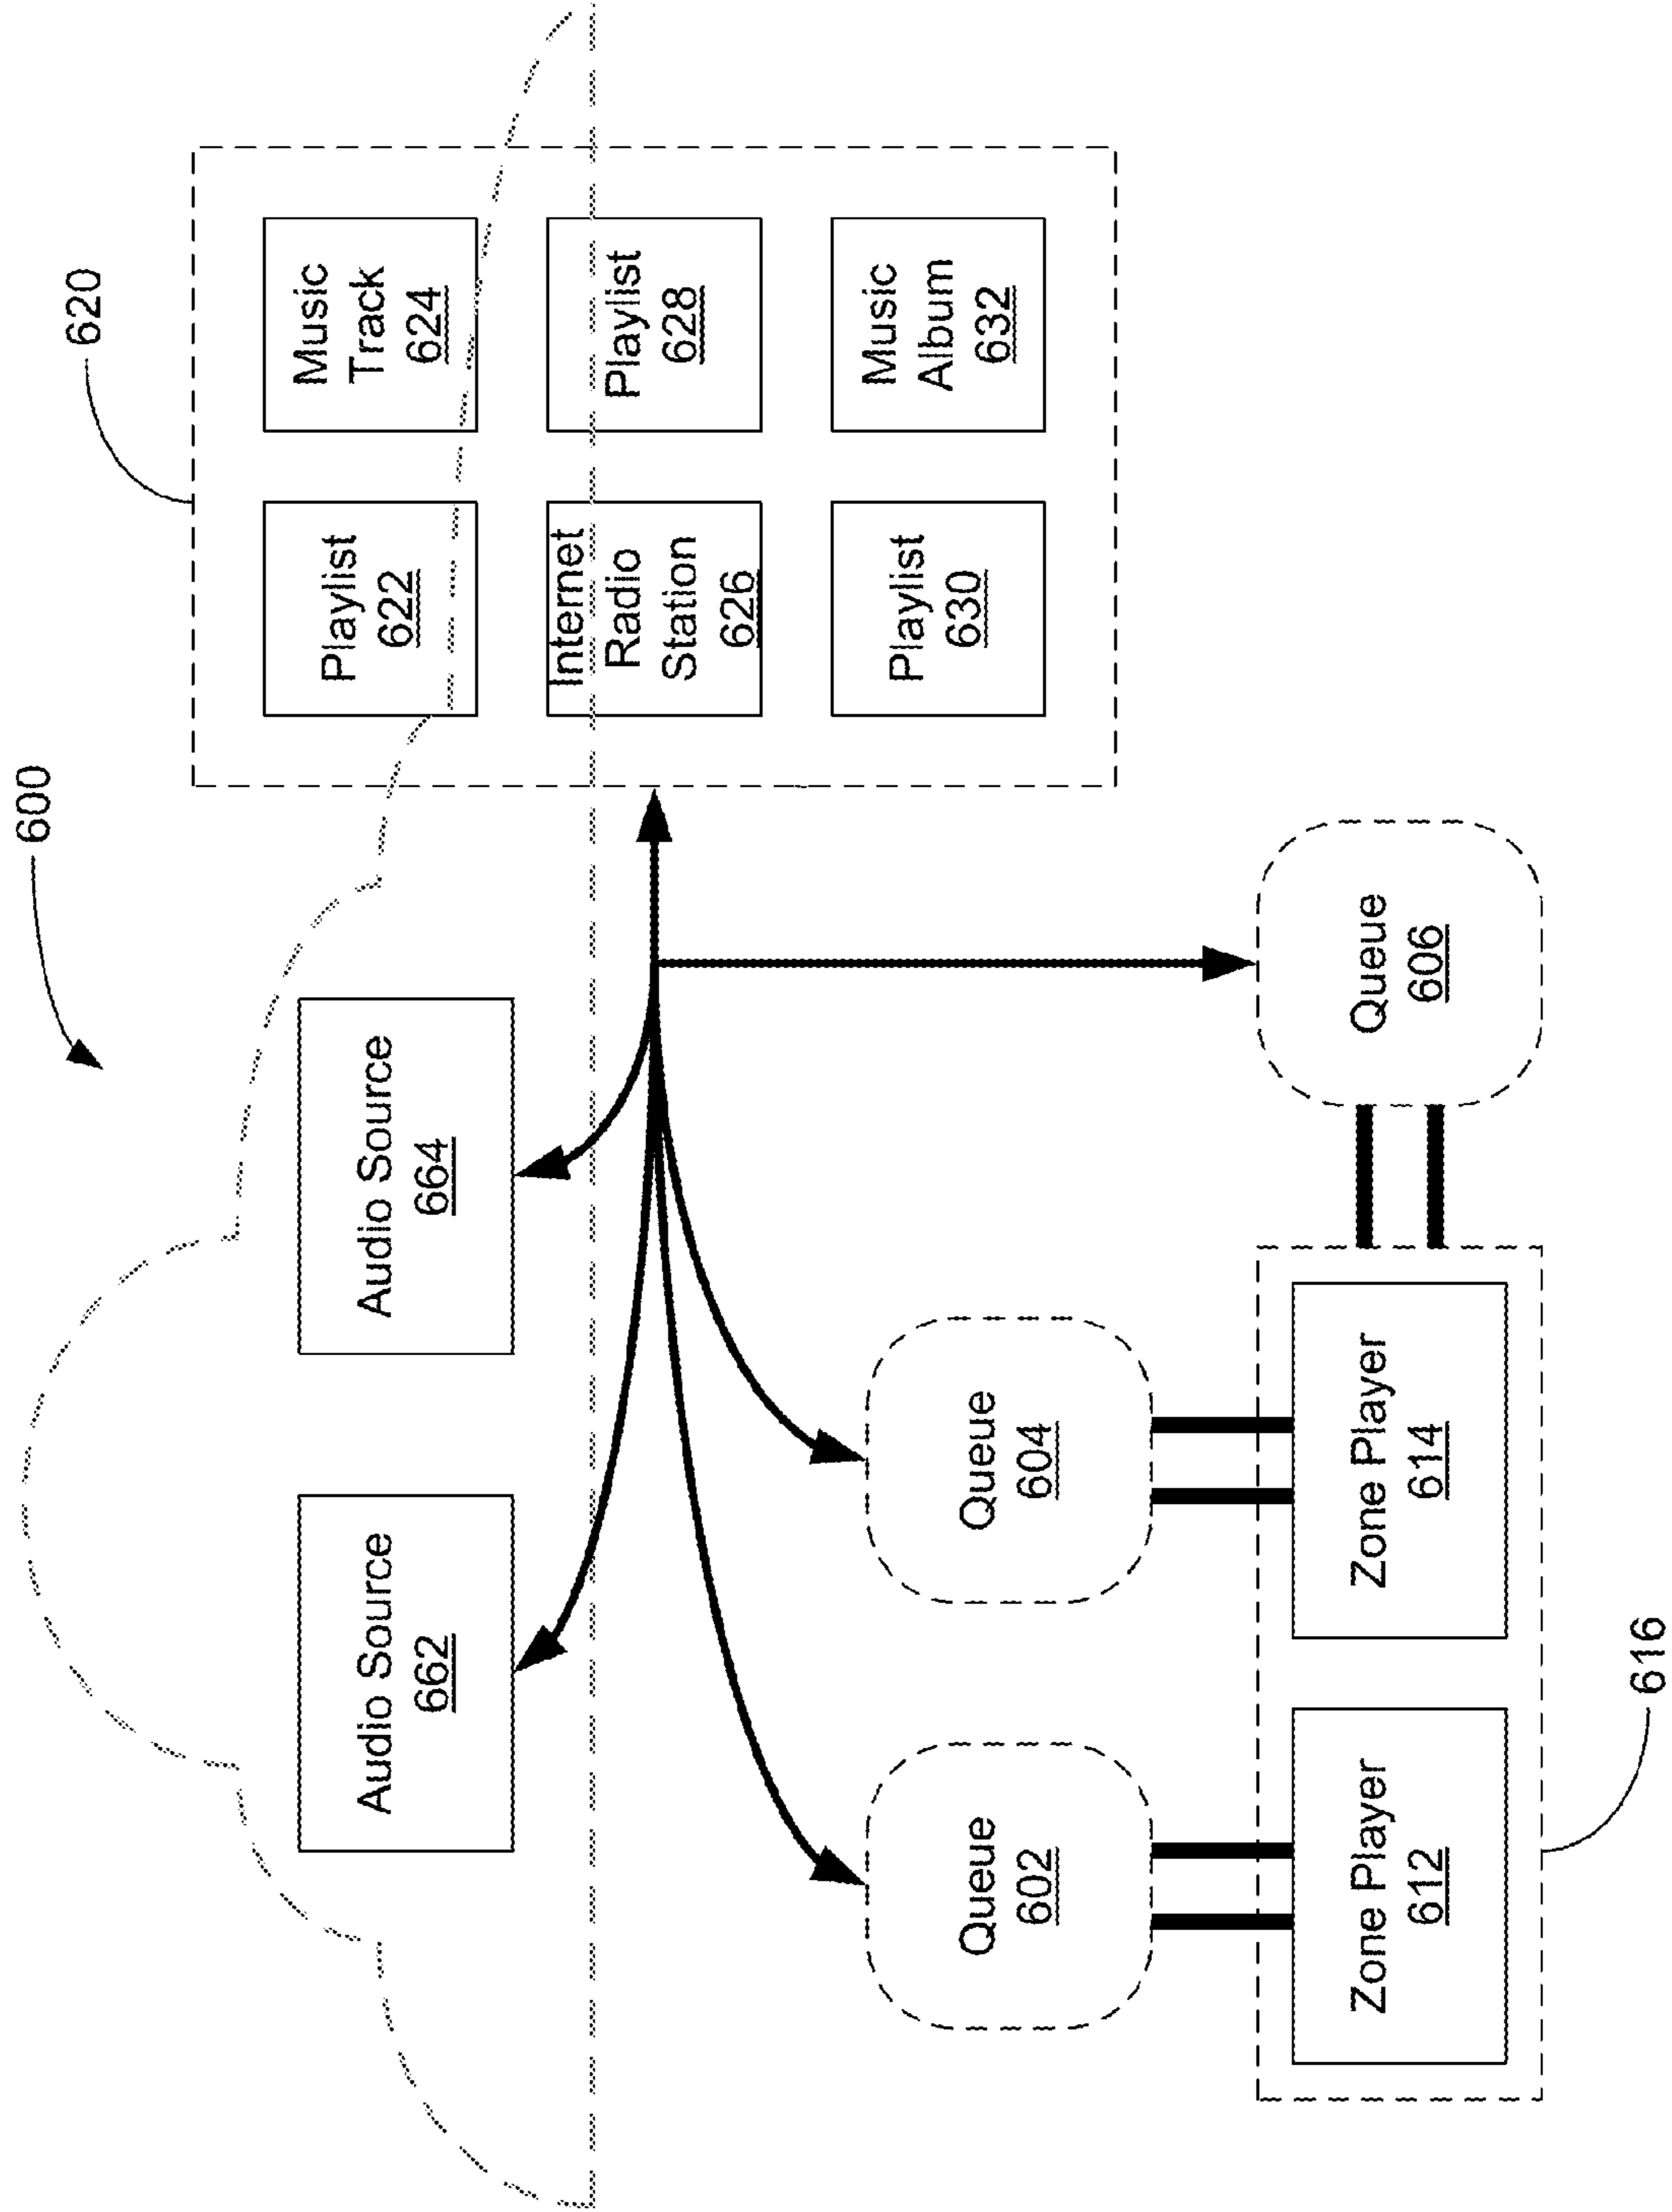 600
620
Audio Source
662
Audio Source
664
Playlist
622
Music
Track
624
Internet
Radio
Station
626
Playlist
628
Playlist
630
Music
Album
632
Queue
602
Queue
604
Queue
606
Zone Player
612
Zone Player
614
616